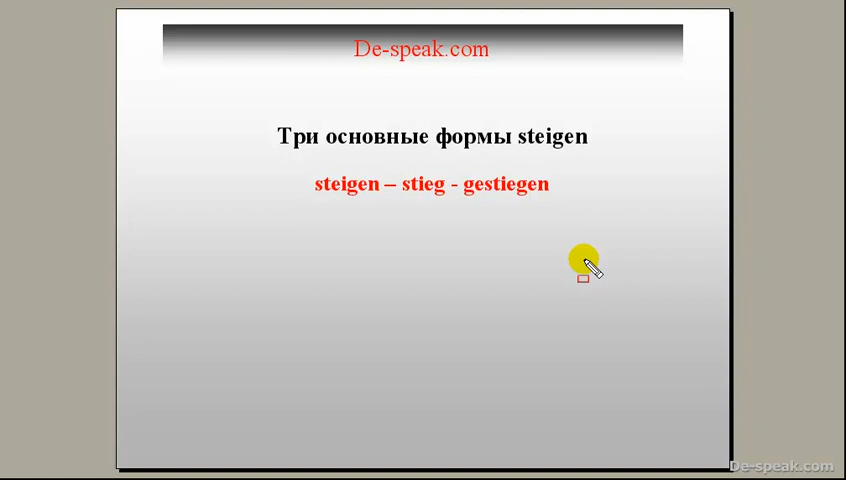 De-speak.com
Три основные формы steigen
steigen – stieg - gestiegen
De-speak.com